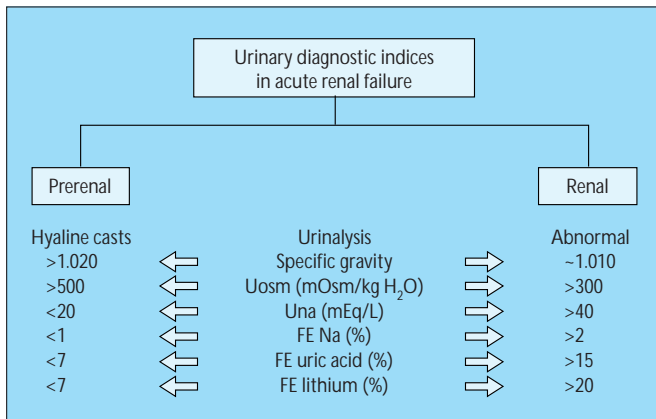 Urinary diagnostic indices
in acute renal failure
Prerenal Renal
Hyaline casts Urinalysis Abnormal
>1.020 Specific gravity ~1.010
>500 Uosm (mOsm/kg H₂O) >300
<20 Una (mEq/L) >40
<1 FE Na (%) >2
<7 FE uric acid (%) >15
<7 FE lithium (%) >20